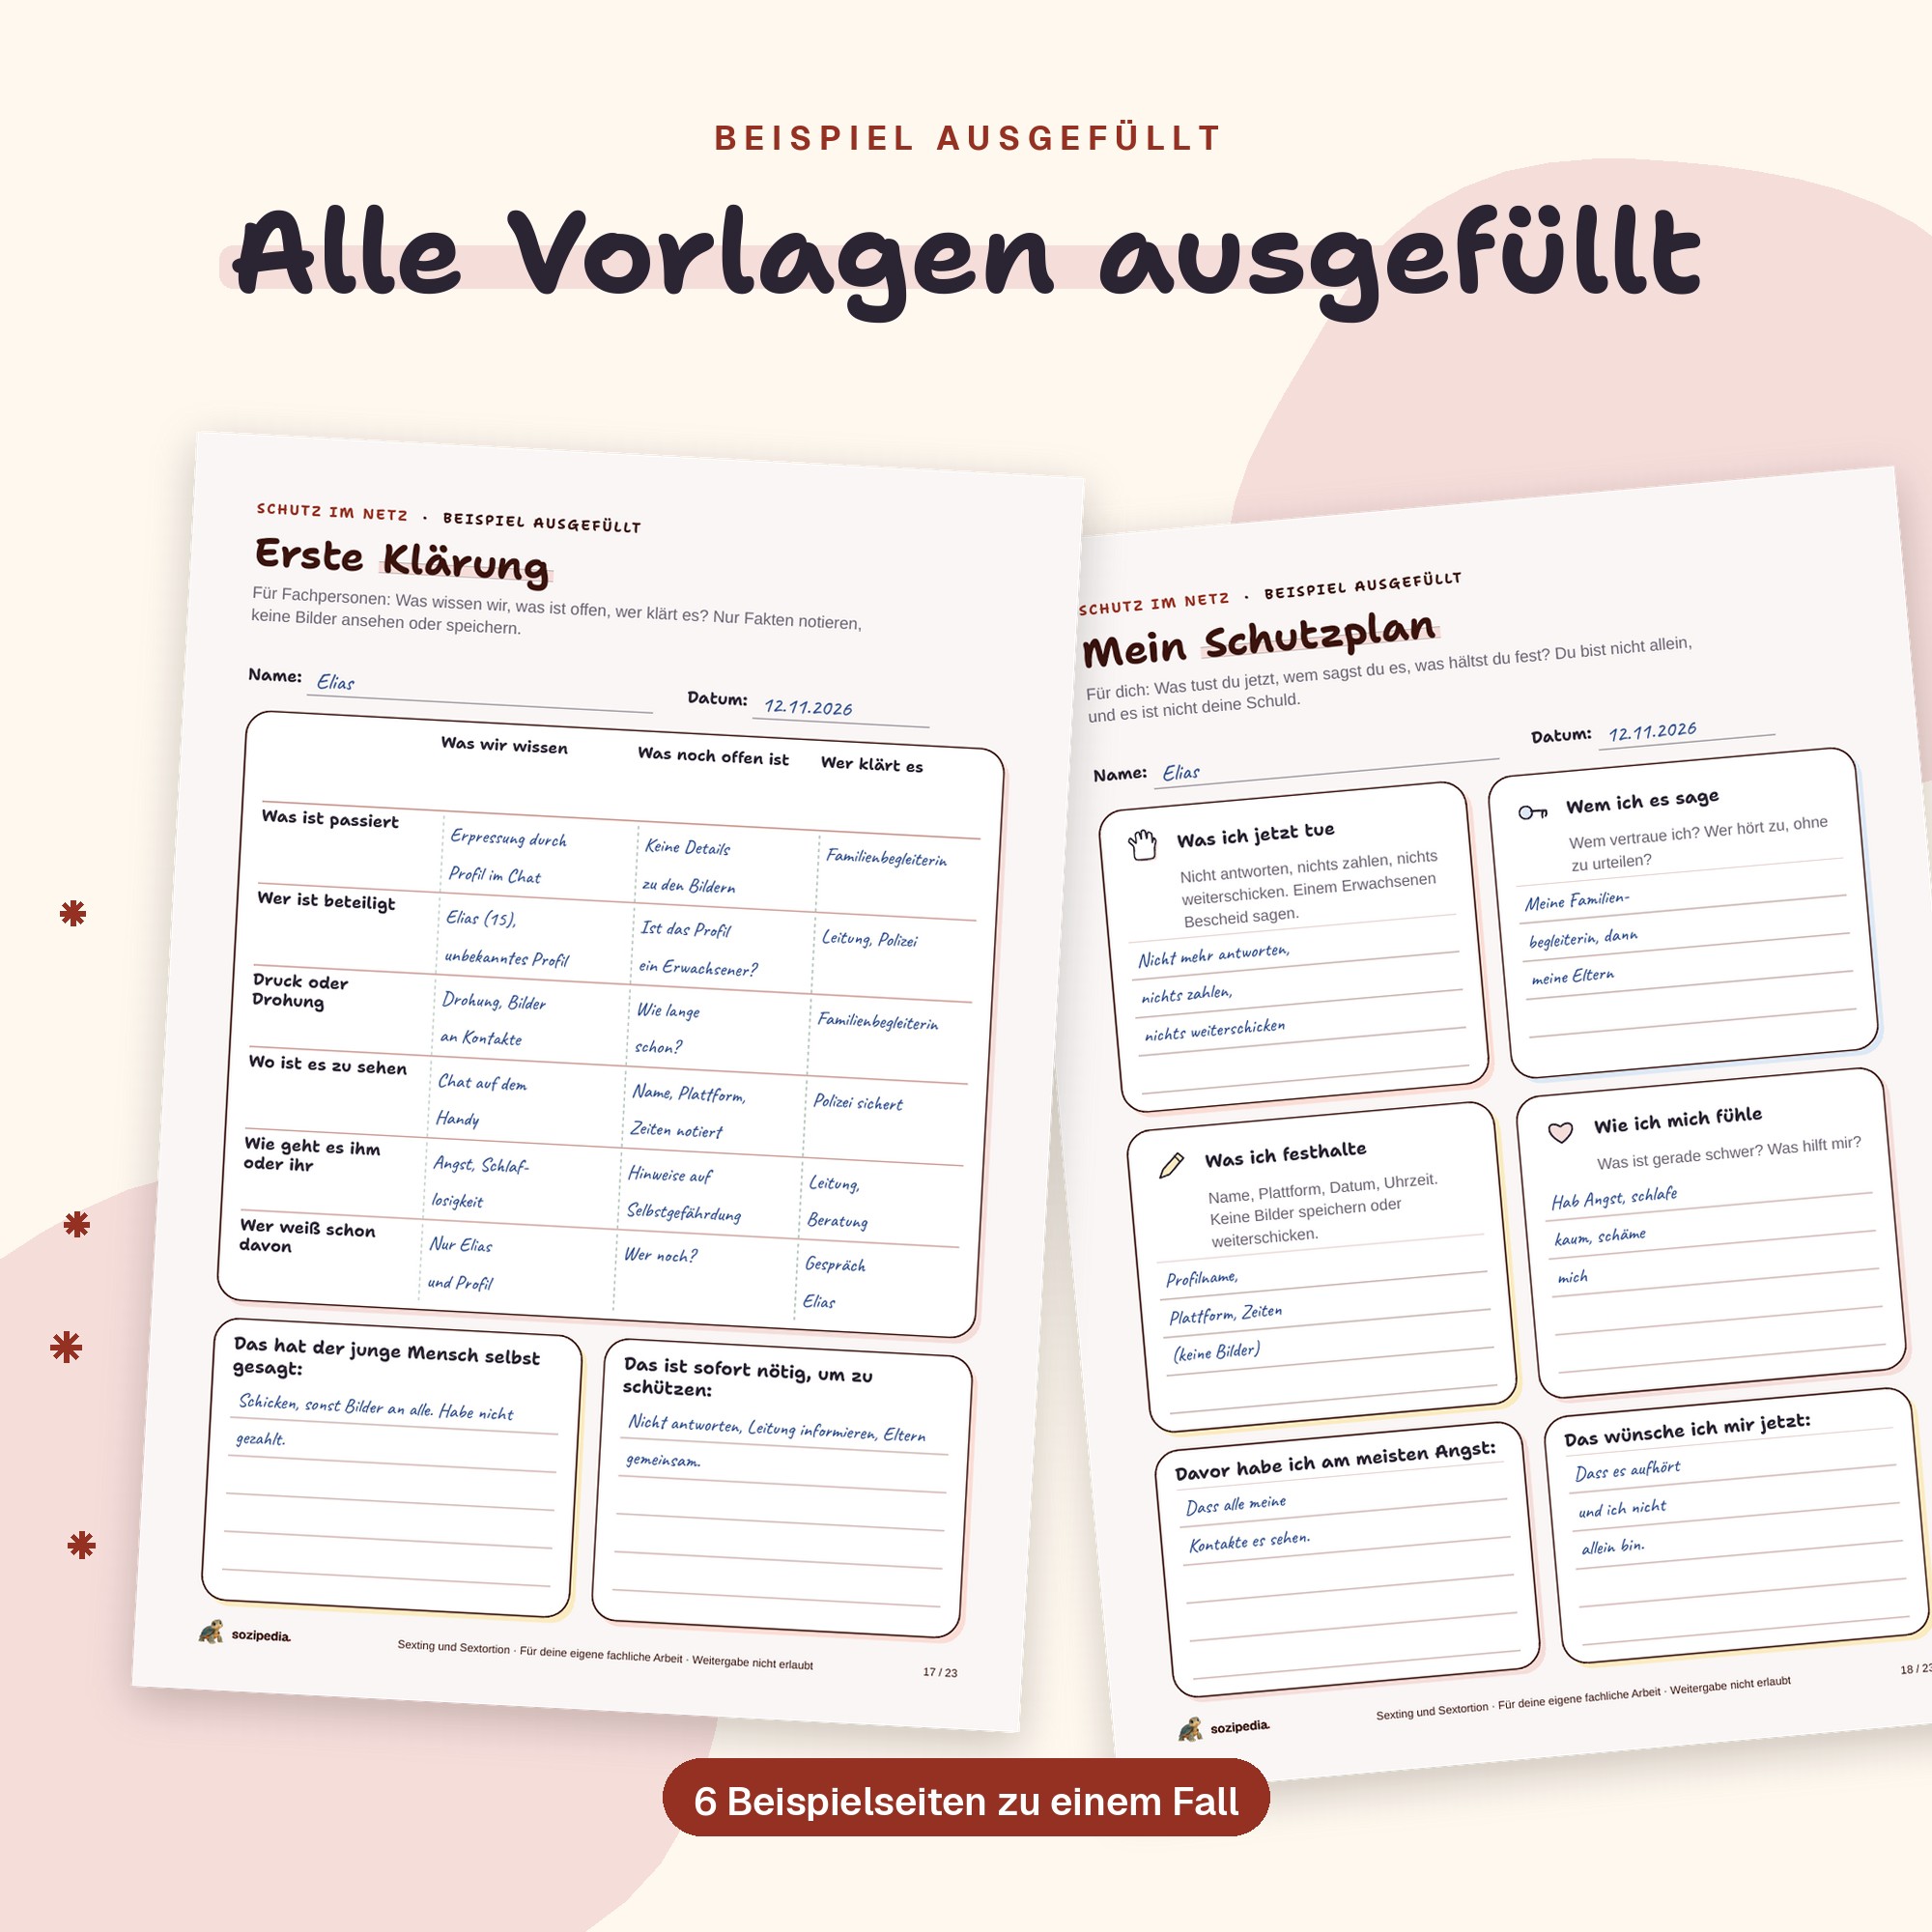 BEISPIEL AUSGEFÜLLT
Alle Vorlagen ausgefüllt
SCHUTZ IM NETZ · BEISPIEL AUSGEFÜLLT
Erste Klärung
Für Fachpersonen: Was wissen wir, was ist offen, wer klärt es? Nur Fakten notieren,
keine Bilder ansehen oder speichern.
Name: Elias Datum: 12.11.2026
Was wir wissen Was noch offen ist Wer klärt es
Was ist passiert
Erpressung durch
Profil im Chat
Keine Details
zu den Bildern
Familienbegleiterin
Wer ist beteiligt
Elias (15),
unbekanntes Profil
Ist das Profil
ein Erwachsener?
Leitung, Polizei
Druck oder
Drohung
Drohung, Bilder
an Kontakte
Wie lange
schon?
Familienbegleiterin
Wo ist es zu sehen
Chat auf dem
Handy
Name, Plattform,
Zeiten notiert
Polizei sichert
Wie geht es ihm
oder ihr
Angst, Schlaf-
losigkeit
Hinweise auf
Selbstgefährdung
Leitung,
Beratung
Wer weiß schon
davon
Nur Elias
und Profil
Wer noch?
Gespräch
Elias
Das hat der junge Mensch selbst
gesagt:
Schicken, sonst Bilder an alle. Habe nicht
gezahlt.
Das ist sofort nötig, um zu
schützen:
Nicht antworten, Leitung informieren, Eltern
gemeinsam.
sozipedia.
Sexting und Sextortion · Für deine eigene fachliche Arbeit · Weitergabe nicht erlaubt
17 / 23
SCHUTZ IM NETZ · BEISPIEL AUSGEFÜLLT
Mein Schutzplan
Für dich: Was tust du jetzt, wem sagst du es, was hältst du fest? Du bist nicht allein,
und es ist nicht deine Schuld.
Name: Elias Datum: 12.11.2026
Was ich jetzt tue
Nicht antworten, nichts zahlen, nichts
weiterschicken. Einem Erwachsenen
Bescheid sagen.
Nicht mehr antworten,
nichts zahlen,
nichts weiterschicken
Wem ich es sage
Wem vertraue ich? Wer hört zu, ohne
zu urteilen?
Meine Familien-
begleiterin, dann
meine Eltern
Was ich festhalte
Name, Plattform, Datum, Uhrzeit.
Keine Bilder speichern oder
weiterschicken.
Profilname,
Plattform, Zeiten
(keine Bilder)
Wie ich mich fühle
Was ist gerade schwer? Was hilft mir?
Hab Angst, schlafe
kaum, schäme
mich
Davor habe ich am meisten Angst:
Dass alle meine
Kontakte es sehen.
Das wünsche ich mir jetzt:
Dass es aufhört
und ich nicht
allein bin.
sozipedia.
Sexting und Sextortion · Für deine eigene fachliche Arbeit · Weitergabe nicht erlaubt
18 / 23
6 Beispielseiten zu einem Fall